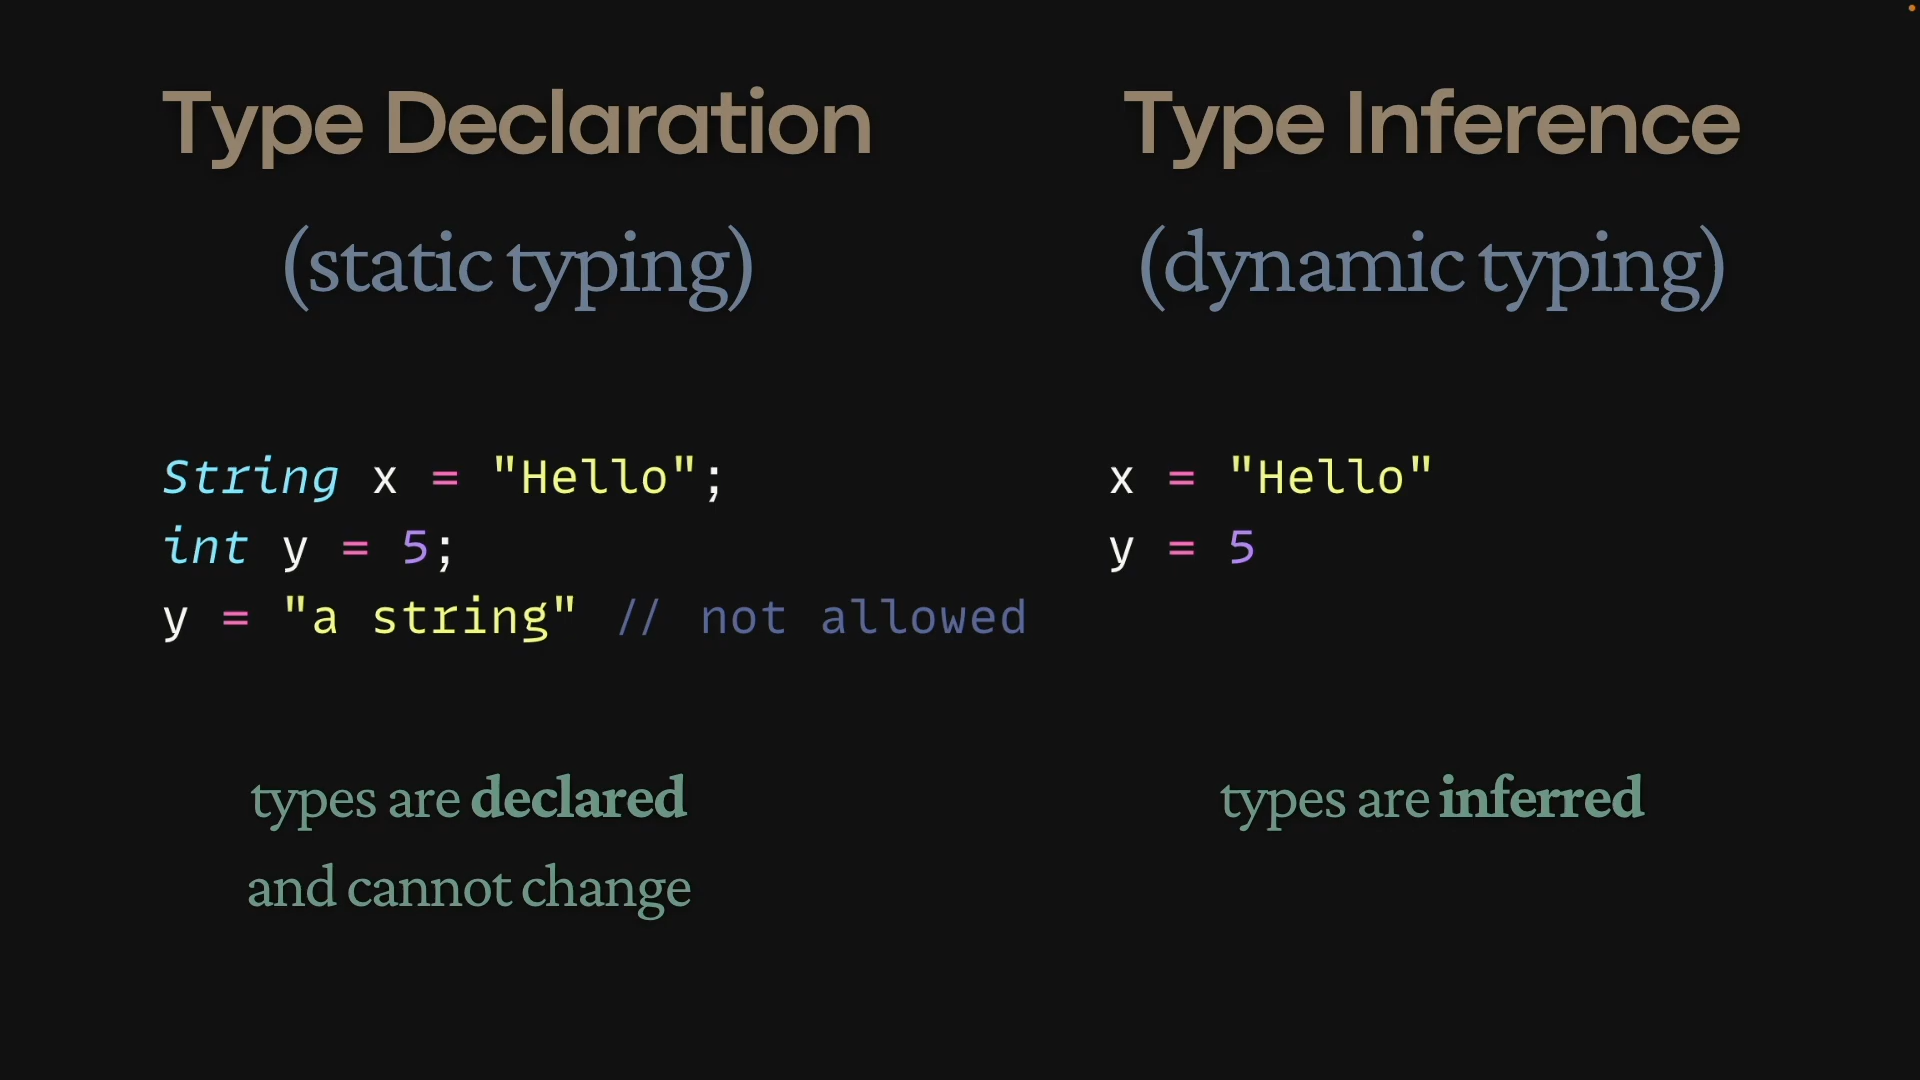 Type Declaration
(static typing)
String x = "Hello";
int y = 5;
y = "a string" // not allowed
types are declared
and cannot change
Type Inference
(dynamic typing)
x = "Hello"
y = 5
types are inferred